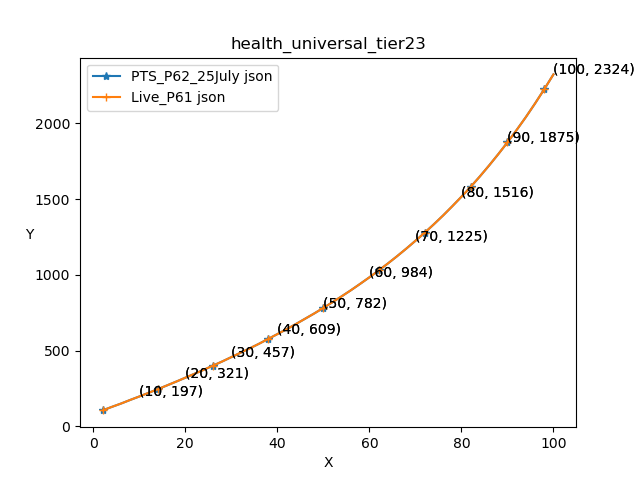 health_universal_tier23
PTS_P62_25July json
Live_P61 json
(100, 2324)
(90, 1875)
(80, 1516)
(70, 1225)
(60, 984)
(50, 782)
(40, 609)
(30, 457)
(20, 321)
(10, 197)
Y
2000
1500
1000
500
0
0 20 40 60 80 100
X